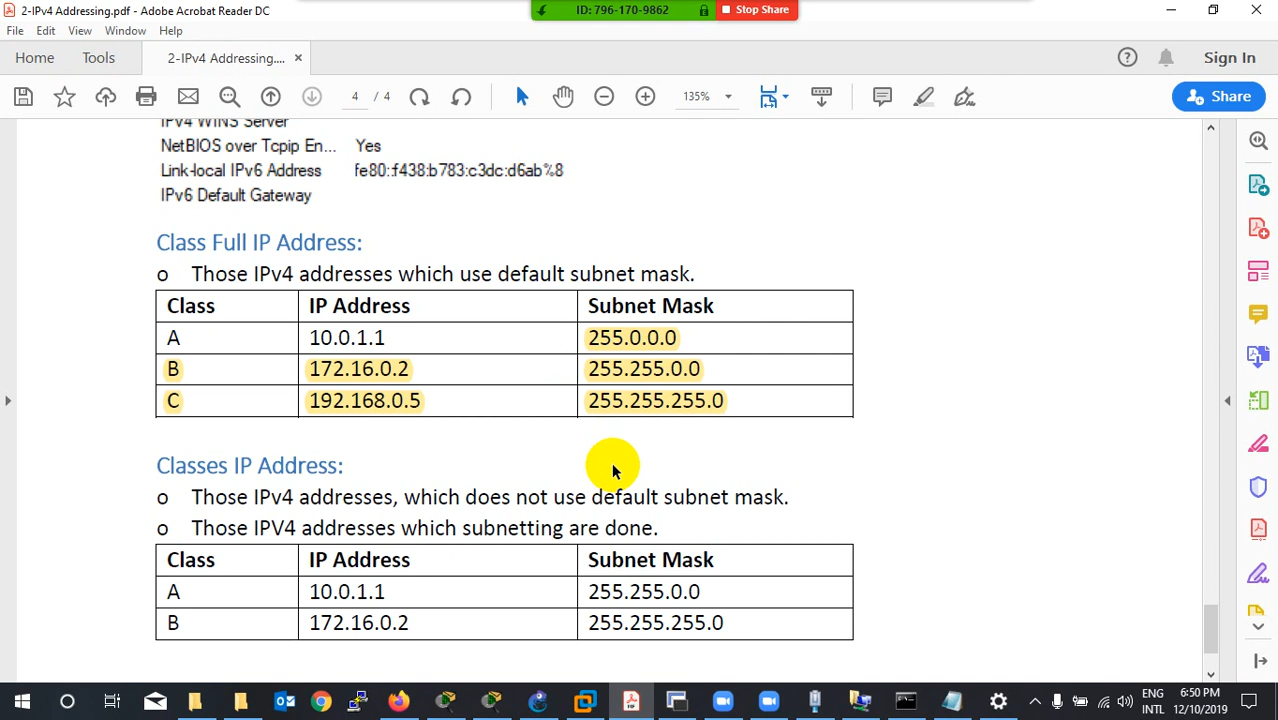 2-IPv4 Addressing.pdf - Adobe Acrobat Reader DC
ID: 796-170-9862 Stop Share
File Edit View Window Help
Home Tools 2-IPv4 Addressing.... × Sign In
4 / 4 135% Share
IPv4 WINS Server
NetBIOS over Tcpip En... Yes
Link-local IPv6 Address fe80::f438:b783:c3dc:d6ab%8
IPv6 Default Gateway
Class Full IP Address:
o Those IPv4 addresses which use default subnet mask.
Class IP Address Subnet Mask
A 10.0.1.1 255.0.0.0
B 172.16.0.2 255.255.0.0
C 192.168.0.5 255.255.255.0
Classes IP Address:
o Those IPv4 addresses, which does not use default subnet mask.
o Those IPV4 addresses which subnetting are done.
Class IP Address Subnet Mask
A 10.0.1.1 255.255.0.0
B 172.16.0.2 255.255.255.0
ENG 6:50 PM
INTL 12/10/2019